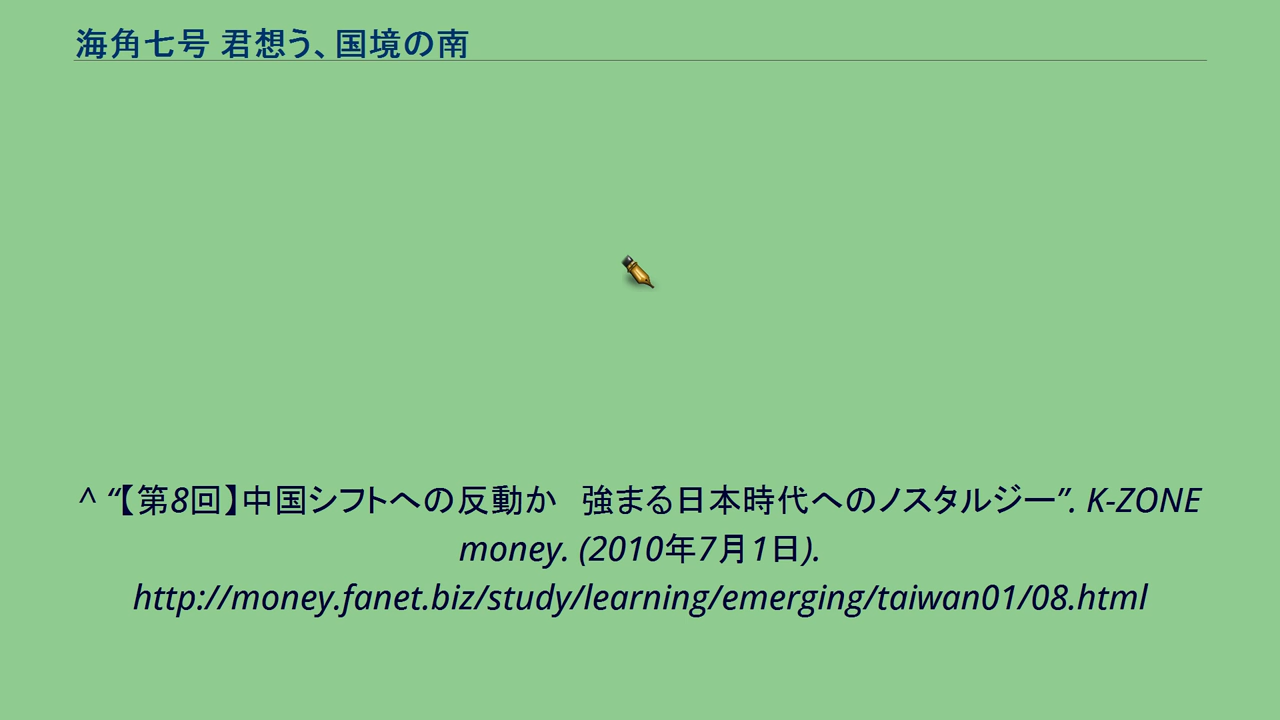 海角七号 君想う、国境の南
^ “【第8回】中国シフトへの反動か　強まる日本時代へのノスタルジー”. K-ZONE
money. (2010年7月1日).
http://money.fanet.biz/study/learning/emerging/taiwan01/08.html